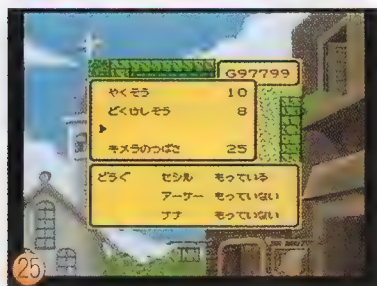 G97799
やくそう 10
どくけしそう 8
▶
キメラのつばさ 25
どうぐ セシル もっている
アーサー もっていない
ナナ もっていない
25